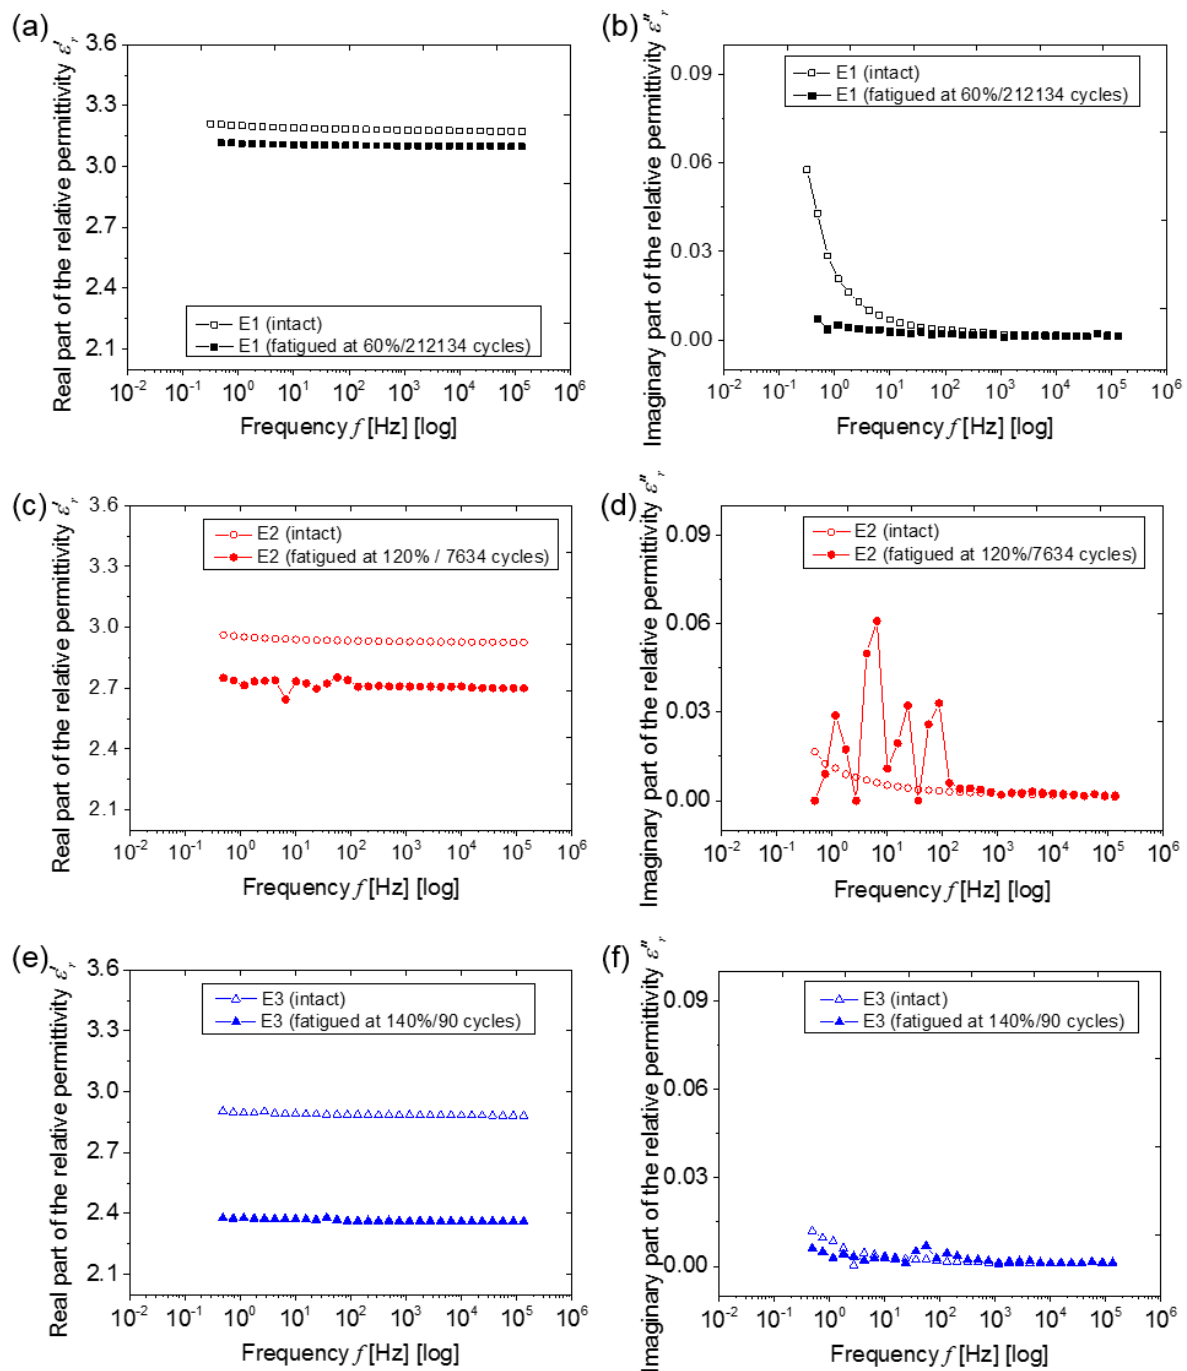 (a)
Real part of the relative permittivity ε'r
3.6
3.3
3.0
2.7
2.4
2.1
E1 (intact)
E1 (fatigued at 60%/212134 cycles)
10-2 10-1 100 101 102 103 104 105 106
Frequency f [Hz] [log]
(b)
Imaginary part of the relative permittivity ε"r
0.09
0.06
0.03
0.00
E1 (intact)
E1 (fatigued at 60%/212134 cycles)
10-2 10-1 100 101 102 103 104 105 106
Frequency f [Hz] [log]
(c)
Real part of the relative permittivity ε'r
3.6
3.3
3.0
2.7
2.4
2.1
E2 (intact)
E2 (fatigued at 120% / 7634 cycles)
10-2 10-1 100 101 102 103 104 105 106
Frequency f [Hz] [log]
(d)
Imaginary part of the relative permittivity ε"r
0.09
0.06
0.03
0.00
E2 (intact)
E2 (fatigued at 120%/7634 cycles)
10-2 10-1 100 101 102 103 104 105 106
Frequency f [Hz] [log]
(e)
Real part of the relative permittivity ε'r
3.6
3.3
3.0
2.7
2.4
2.1
E3 (intact)
E3 (fatigued at 140%/90 cycles)
10-2 10-1 100 101 102 103 104 105 106
Frequency f [Hz] [log]
(f)
Imaginary part of the relative permittivity ε"r
0.09
0.06
0.03
0.00
E3 (intact)
E3 (fatigued at 140%/90 cycles)
10-2 10-1 100 101 102 103 104 105 106
Frequency f [Hz] [log]